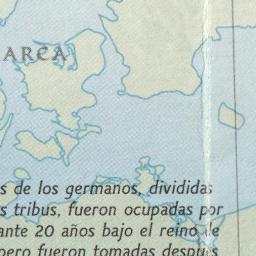 ARCA
s de los germanos, divididas
s tribus, fueron ocupadas por
ante 20 años bajo el reino de
pero fueron tomadas después